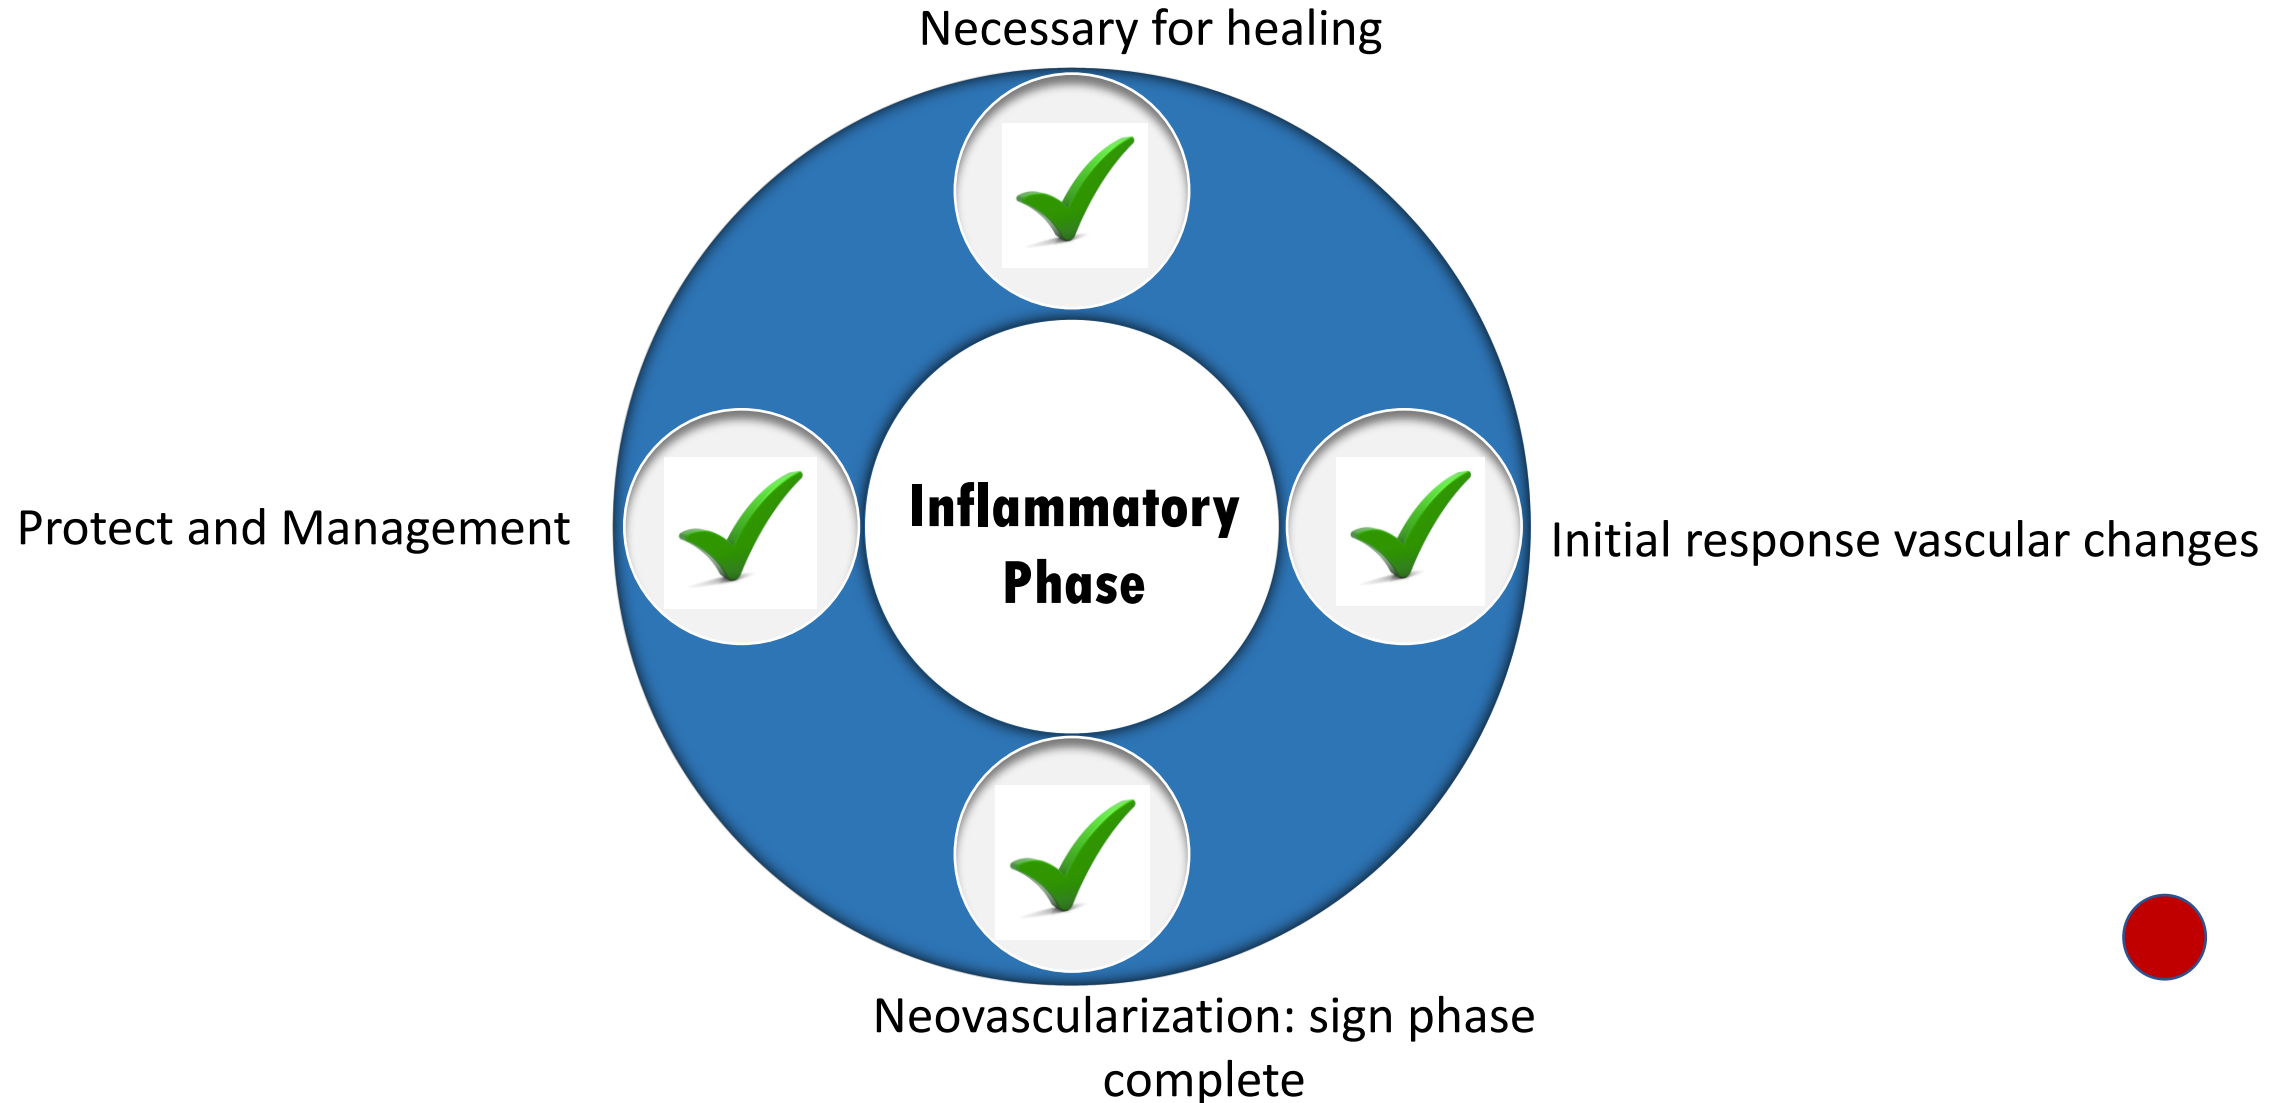 Necessary for healing
Protect and Management
Inflammatory
Phase
Initial response vascular changes
Neovascularization: sign phase
complete